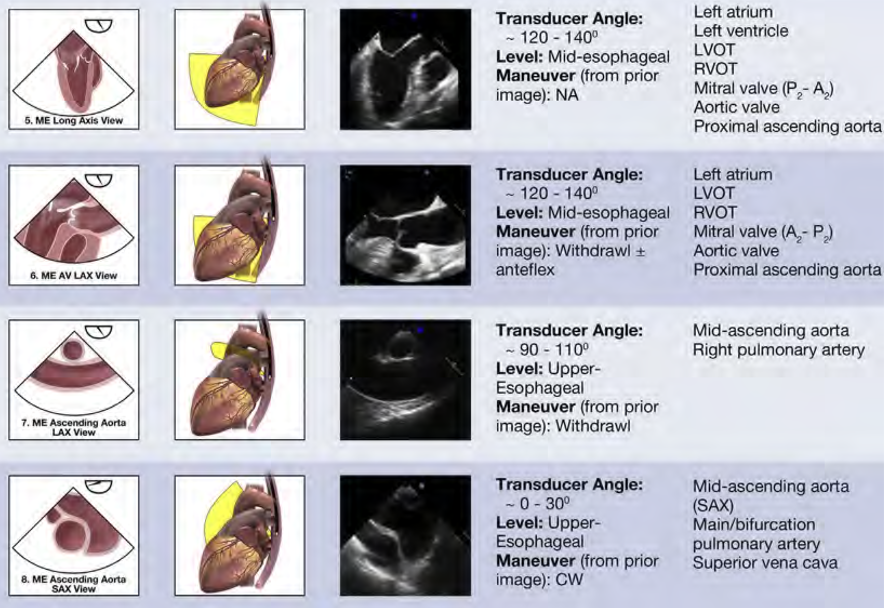 5. ME Long Axis View
Transducer Angle:
~ 120 - 140⁰
Level: Mid-esophageal
Maneuver (from prior
image): NA
Left atrium
Left ventricle
LVOT
RVOT
Mitral valve (P₂- A₂)
Aortic valve
Proximal ascending aorta
6. ME AV LAX View
Transducer Angle:
~ 120 - 140⁰
Level: Mid-esophageal
Maneuver (from prior
image): Withdrawl ±
anteflex
Left atrium
LVOT
RVOT
Mitral valve (A₂- P₂)
Aortic valve
Proximal ascending aorta
7. ME Ascending Aorta
LAX View
Transducer Angle:
~ 90 - 110⁰
Level: Upper-
Esophageal
Maneuver (from prior
image): Withdrawl
Mid-ascending aorta
Right pulmonary artery
8. ME Ascending Aorta
SAX View
Transducer Angle:
~ 0 - 30⁰
Level: Upper-
Esophageal
Maneuver (from prior
image): CW
Mid-ascending aorta
(SAX)
Main/bifurcation
pulmonary artery
Superior vena cava